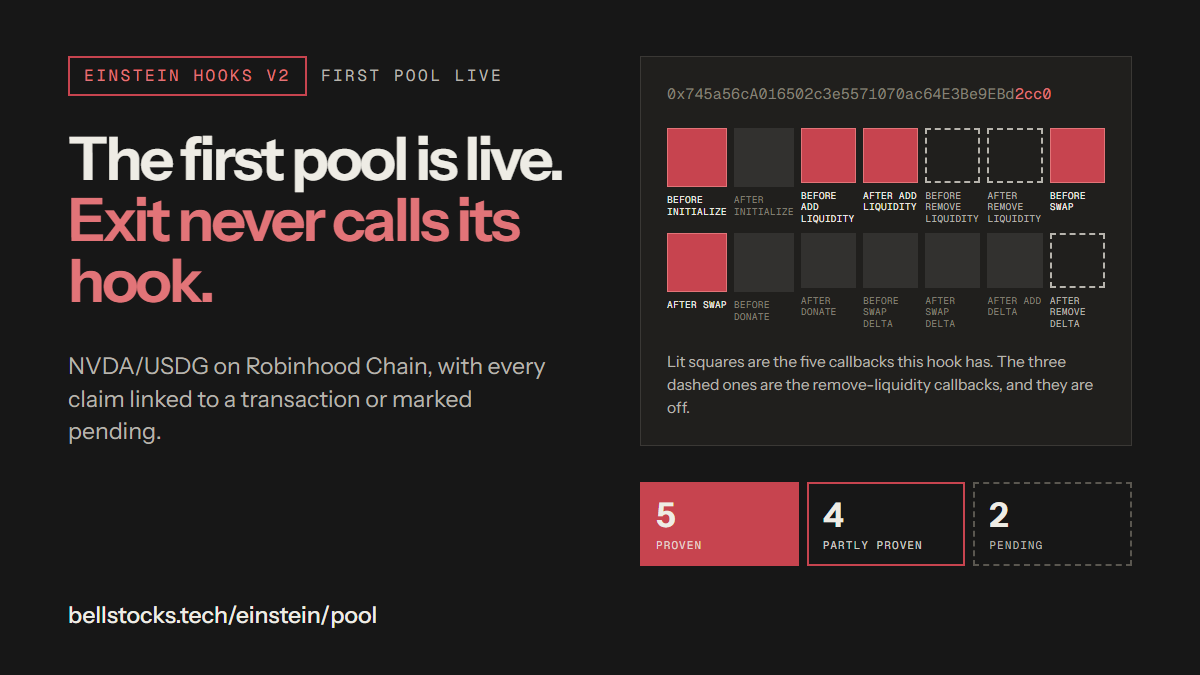 EINSTEIN HOOKS V2
FIRST POOL LIVE
The first pool is live.
Exit never calls its
hook.
NVDA/USDG on Robinhood Chain, with every
claim linked to a transaction or marked
pending.
bellstocks.tech/einstein/pool
0x745a56cA016502c3e5571070ac64E3Be9EBd2cc0
BEFORE
INITIALIZE
AFTER
INITIALIZE
BEFORE
ADD
LIQUIDITY
AFTER ADD
LIQUIDITY
BEFORE
REMOVE
LIQUIDITY
AFTER
REMOVE
LIQUIDITY
BEFORE
SWAP
AFTER SWAP
BEFORE
DONATE
AFTER
DONATE
BEFORE
SWAP
DELTA
AFTER
SWAP
DELTA
AFTER ADD
DELTA
AFTER
REMOVE
DELTA
Lit squares are the five callbacks this hook has. The three
dashed ones are the remove-liquidity callbacks, and they are
off.
5
PROVEN
4
PARTLY PROVEN
2
PENDING